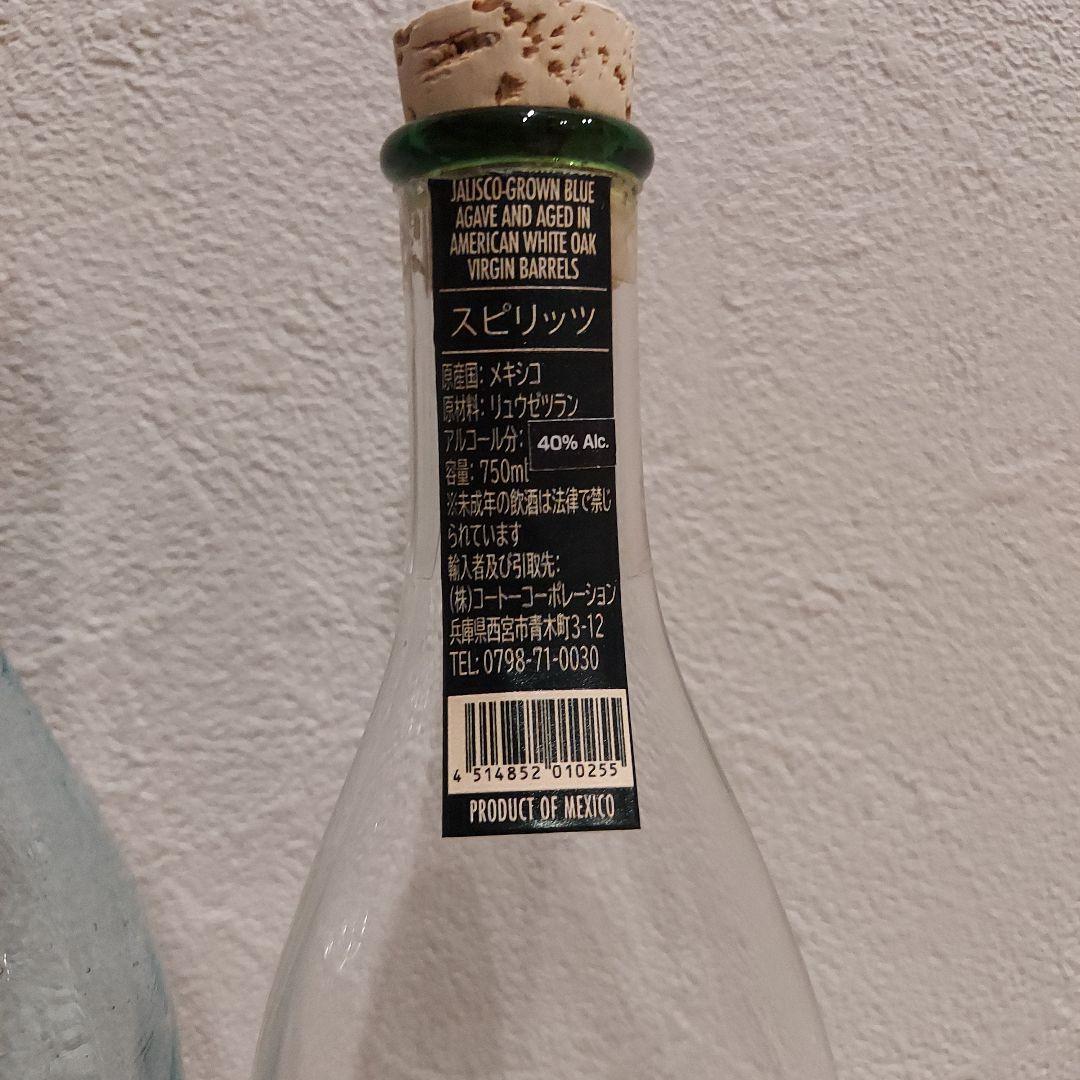 JALISCO-GROWN BLUE
AGAVE AND AGED IN
AMERICAN WHITE OAK
VIRGIN BARRELS
スピリッツ
原産国: メキシコ
原材料: リュウゼツラン
アルコール分: 40% Alc.
容量: 750ml
※未成年の飲酒は法律で禁じ
られています
輸入者及び引取先:
(株)コートーコーポレーション
兵庫県西宮市青木町3-12
TEL: 0798-71-0030
4 514852 010255
PRODUCT OF MEXICO